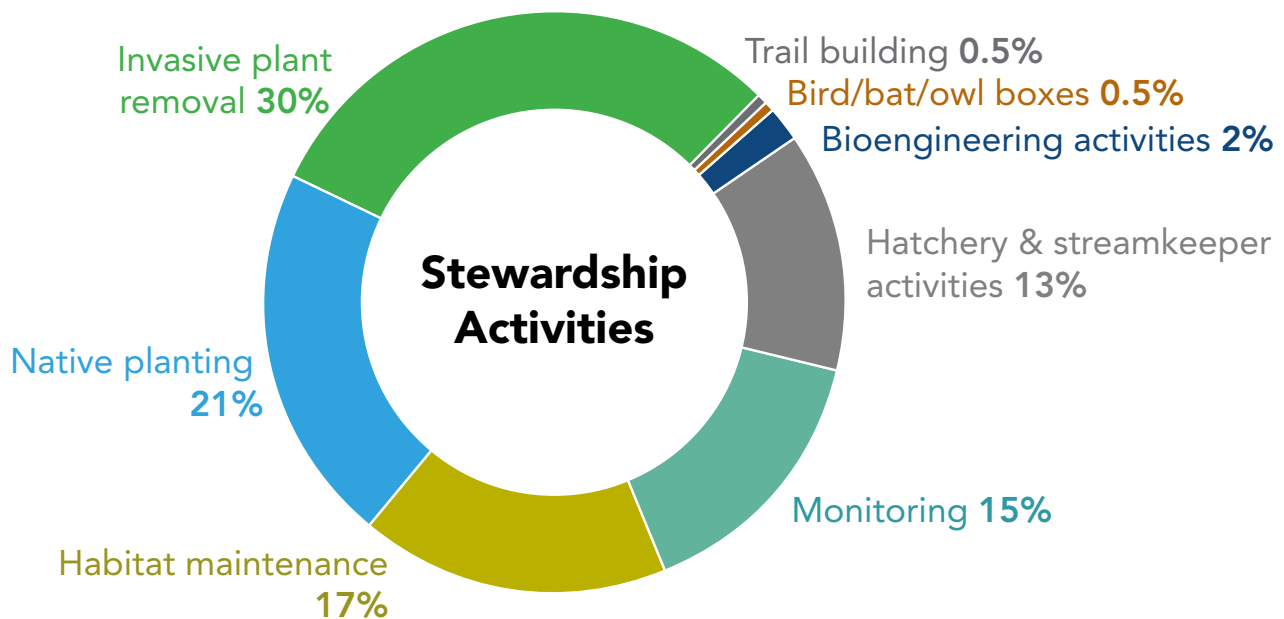 Invasive plant
removal 30%
Trail building 0.5%
Bird/bat/owl boxes 0.5%
Bioengineering activities 2%
Hatchery & streamkeeper
activities 13%
Stewardship
Activities
Native planting
21%
Monitoring 15%
Habitat maintenance
17%